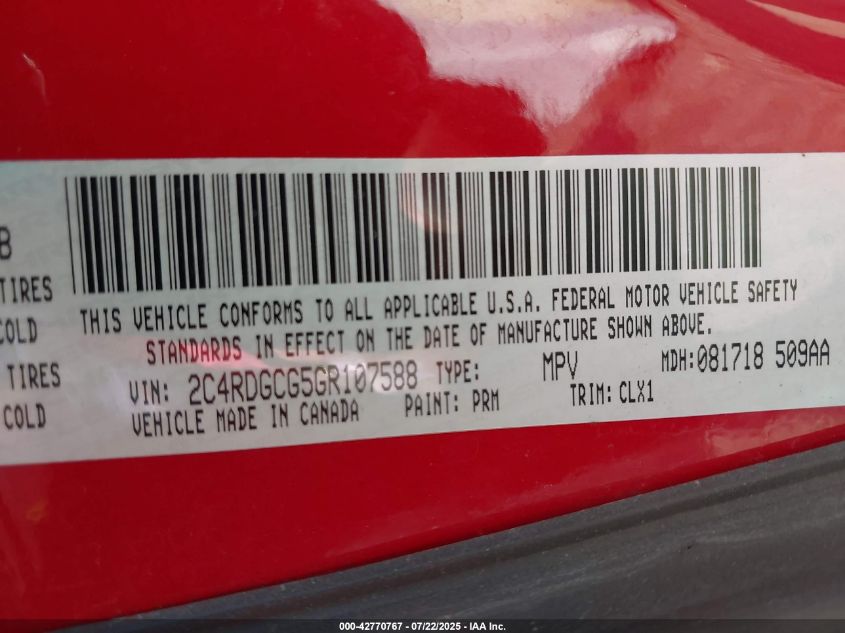 B
TIRES
COLD
TIRES
COLD
THIS VEHICLE CONFORMS TO ALL APPLICABLE U.S.A. FEDERAL MOTOR VEHICLE SAFETY
STANDARDS IN EFFECT ON THE DATE OF MANUFACTURE SHOWN ABOVE.
VIN: 2C4RDGCG5GR107588 TYPE: MPV MDH:081718 509AA
VEHICLE MADE IN CANADA PAINT: PRM TRIM: CLX1
000-42770767 - 07/22/2025 - IAA Inc.